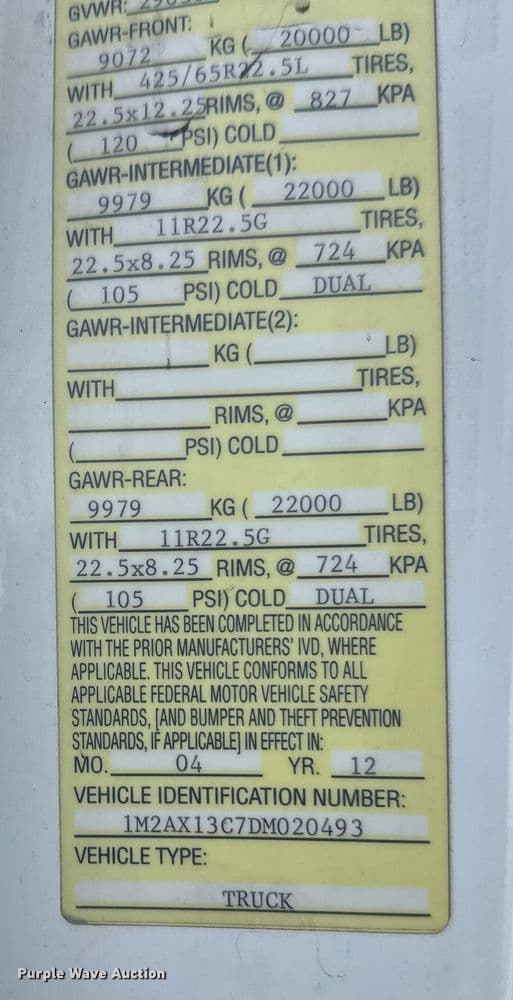 GVWR:
GAWR-FRONT:
9072 KG ( 20000 LB)
WITH 425/65R22.5L TIRES,
22.5x12.25 RIMS, @ 827 KPA
( 120 PSI) COLD
GAWR-INTERMEDIATE(1):
9979 KG ( 22000 LB)
WITH 11R22.5G TIRES,
22.5x8.25 RIMS, @ 724 KPA
( 105 PSI) COLD DUAL
GAWR-INTERMEDIATE(2):
KG ( LB)
WITH TIRES,
RIMS, @ KPA
( PSI) COLD
GAWR-REAR:
9979 KG ( 22000 LB)
WITH 11R22.5G TIRES,
22.5x8.25 RIMS, @ 724 KPA
( 105 PSI) COLD DUAL
THIS VEHICLE HAS BEEN COMPLETED IN ACCORDANCE
WITH THE PRIOR MANUFACTURERS' IVD, WHERE
APPLICABLE. THIS VEHICLE CONFORMS TO ALL
APPLICABLE FEDERAL MOTOR VEHICLE SAFETY
STANDARDS, [AND BUMPER AND THEFT PREVENTION
STANDARDS, IF APPLICABLE] IN EFFECT IN:
MO. 04 YR. 12
VEHICLE IDENTIFICATION NUMBER:
1M2AX13C7DM020493
VEHICLE TYPE:
TRUCK
Purple Wave Auction